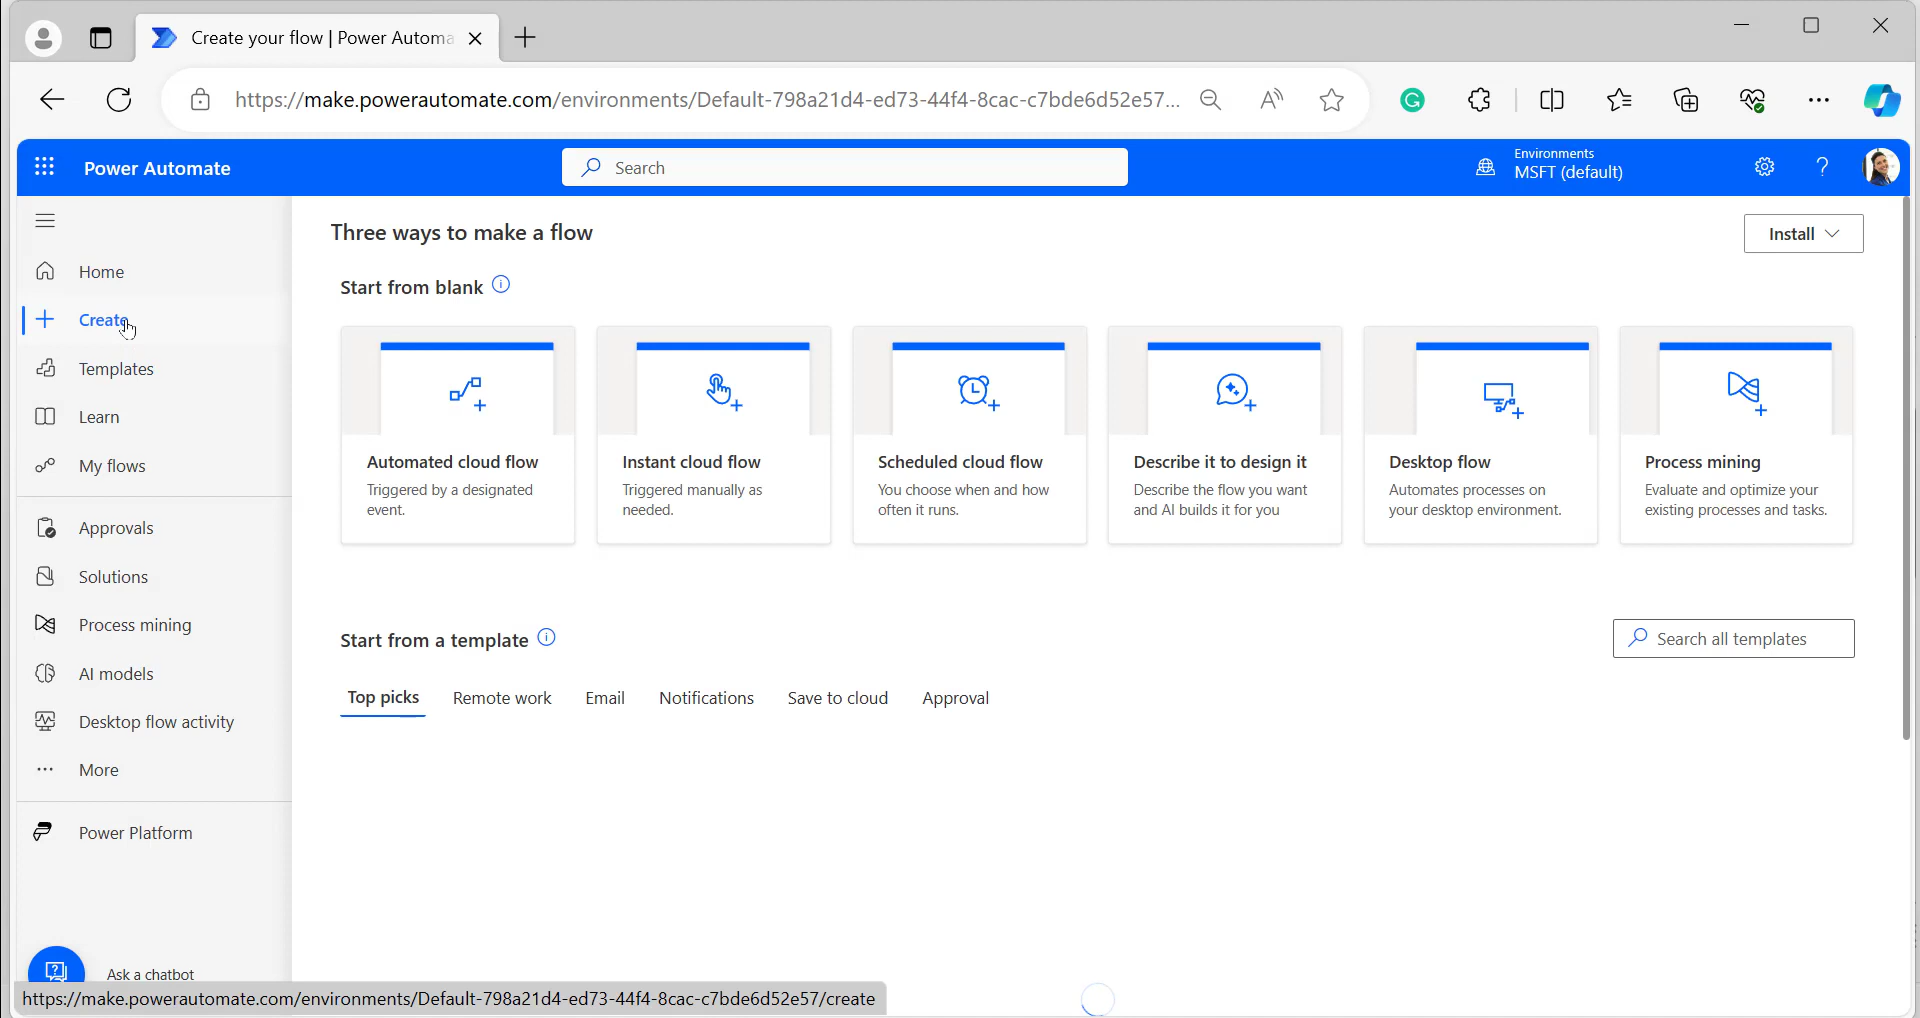 Create your flow | Power Automa
https://make.powerautomate.com/environments/Default-798a21d4-ed73-44f4-8cac-c7bde6d52e57...
Power Automate
Search
Environments
MSFT (default)
Three ways to make a flow
Install
Home
Create
Templates
Learn
My flows
Approvals
Solutions
Process mining
AI models
Desktop flow activity
More
Power Platform
Ask a chatbot
Start from blank
Automated cloud flow
Triggered by a designated
event.
Instant cloud flow
Triggered manually as
needed.
Scheduled cloud flow
You choose when and how
often it runs.
Describe it to design it
Describe the flow you want
and AI builds it for you
Desktop flow
Automates processes on
your desktop environment.
Process mining
Evaluate and optimize your
existing processes and tasks.
Start from a template
Search all templates
Top picks
Remote work
Email
Notifications
Save to cloud
Approval
https://make.powerautomate.com/environments/Default-798a21d4-ed73-44f4-8cac-c7bde6d52e57/create